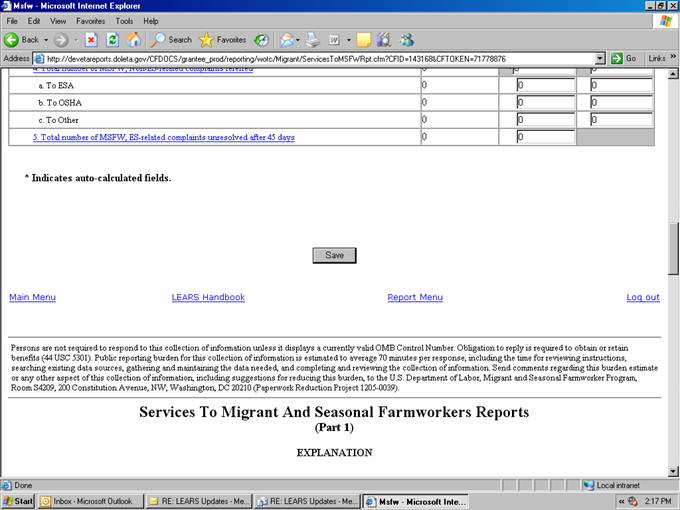 Msfw - Microsoft Internet Explorer
File Edit View Favorites Tools Help
Back Search Favorites
Address http://devetareports.doleta.gov/CFDOCS/grantee_prod/reporting/wotc/Migrant/ServicesToMSFWRpt.cfm?CFID=143168&CFTOKEN=71778876 Go Links »
4. Total number of MSFW, Non-ES-related complaints referred 0 0 0
a. To ESA 0 0 0
b. To OSHA 0 0 0
c. To Other 0 0 0
5. Total number of MSFW, ES-related complaints unresolved after 45 days 0 0
* Indicates auto-calculated fields.
Save
Main Menu LEARS Handbook Report Menu Log out
Persons are not required to respond to this collection of information unless it displays a currently valid OMB Control Number. Obligation to reply is required to obtain or retain
benefits (44 USC 5301). Public reporting burden for this collection of information is estimated to average 70 minutes per response, including the time for reviewing instructions,
searching existing data sources, gathering and maintaining the data needed, and completing and reviewing the collection of information. Send comments regarding this burden estimate
or any other aspect of this collection of information, including suggestions for reducing this burden, to the U.S. Department of Labor, Migrant and Seasonal Farmworker Program,
Room S4209, 200 Constitution Avenue, NW, Washington, DC 20210 (Paperwork Reduction Project 1205-0039).
Services To Migrant And Seasonal Farmworkers Reports
(Part 1)
EXPLANATION
Done Local intranet
Start Inbox - Microsoft Outlook RE: LEARS Updates - Me... RE: LEARS Updates - Me... Msfw - Microsoft Inte... « 2:17 PM